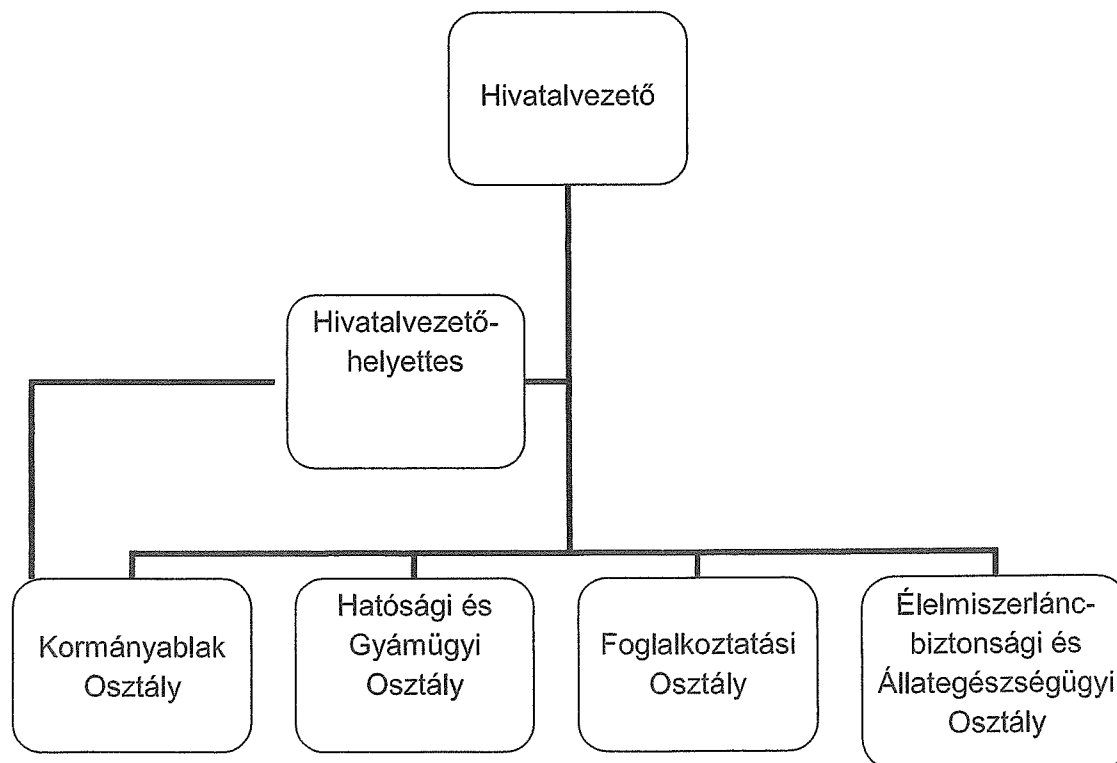 Hivatalvezető
Hivatalvezető-
helyettes
Kormányablak
Osztály
Hatósági és
Gyámügyi
Osztály
Foglalkoztatási
Osztály
Élelmiszerlánc-
biztonsági és
Állategészségügyi
Osztály